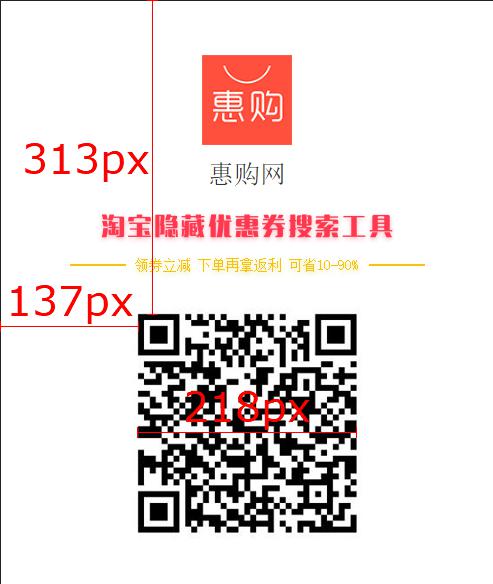 惠购
313px
惠购网
淘宝隐藏优惠券搜索工具
领券立减 下单再拿返利 可省10-90%
137px
218px